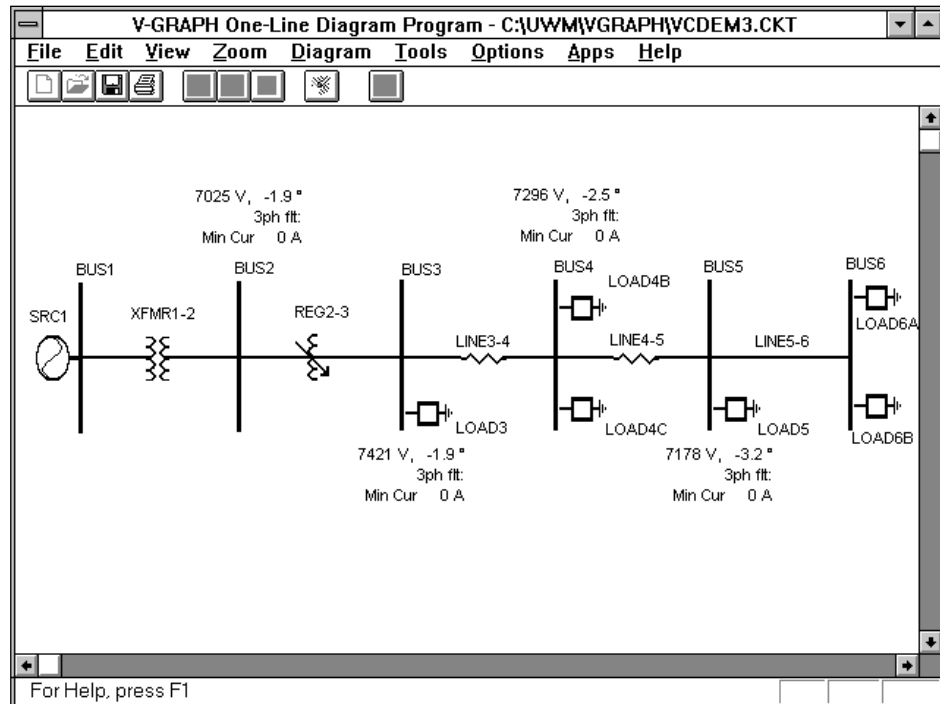 V-GRAPH One-Line Diagram Program - C:\UWM\VGRAPH\VCDEM3.CKT
File Edit View Zoom Diagram Tools Options Apps Help
7025 V, -1.9 °
3ph flt:
Min Cur 0 A
7296 V, -2.5 °
3ph flt:
Min Cur 0 A
BUS1
BUS2
BUS3
BUS4
BUS5
BUS6
LOAD4B
SRC1
XFMR1-2
REG2-3
LINE3-4
LINE4-5
LINE5-6
LOAD6A
LOAD3
LOAD4C
LOAD5
LOAD6B
7421 V, -1.9 °
3ph flt:
Min Cur 0 A
7178 V, -3.2 °
3ph flt:
Min Cur 0 A
For Help, press F1